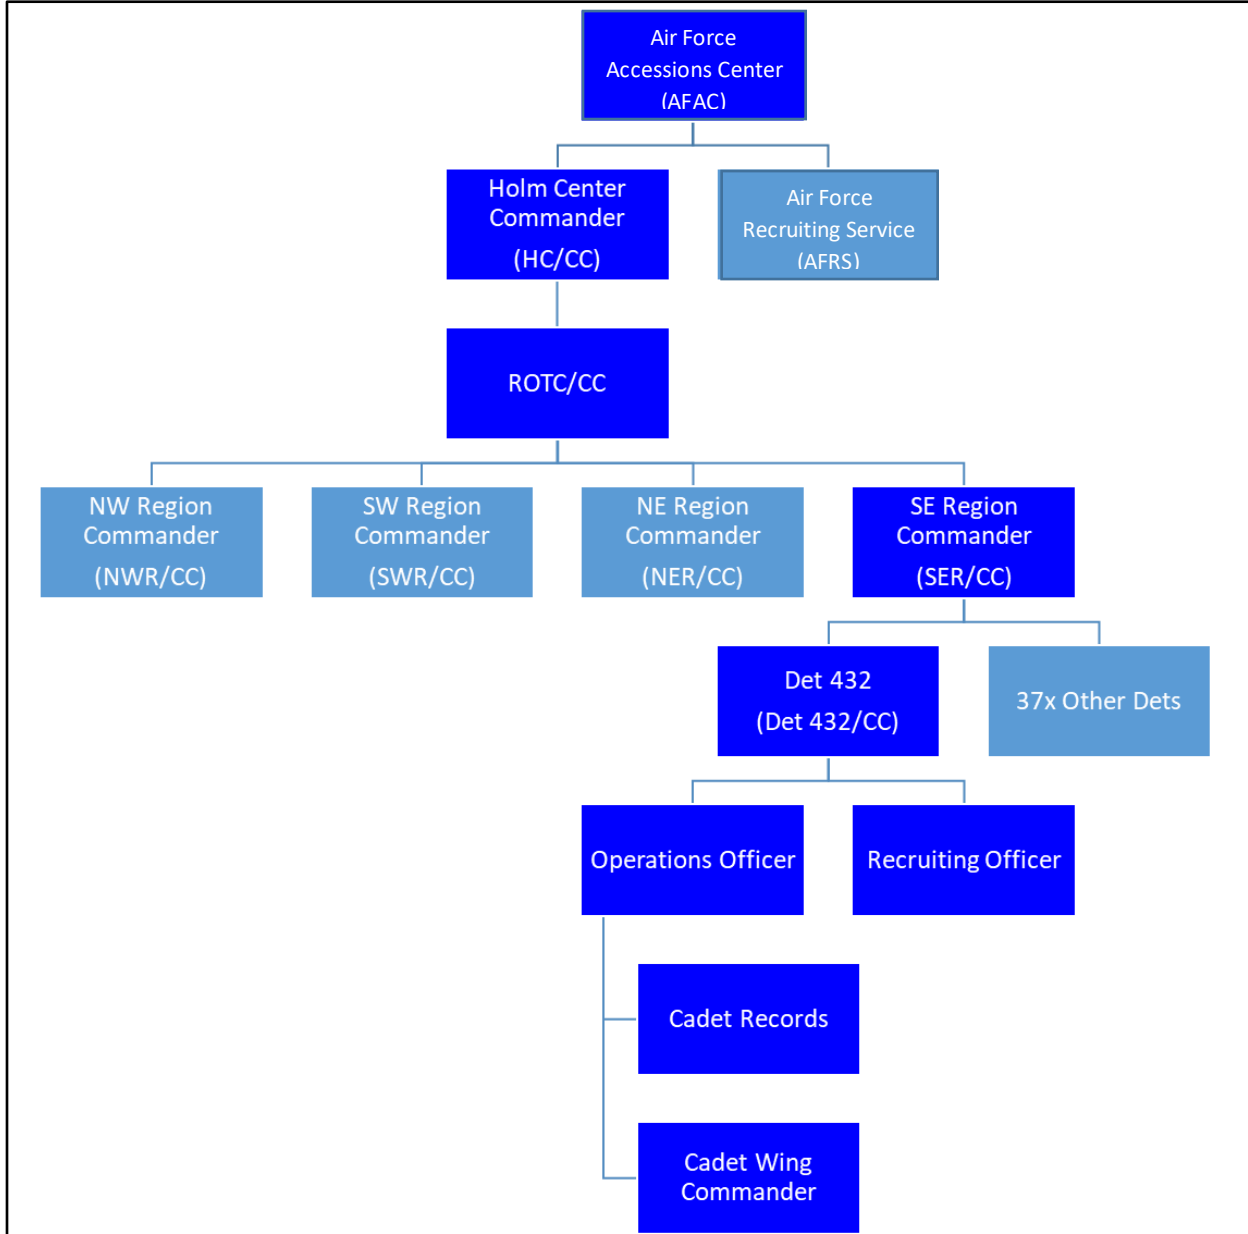 Air Force
Accessions Center
(AFAC)
Holm Center
Commander
(HC/CC)
Air Force
Recruiting Service
(AFRS)
ROTC/CC
NW Region
Commander
(NWR/CC)
SW Region
Commander
(SWR/CC)
NE Region
Commander
(NER/CC)
SE Region
Commander
(SER/CC)
Det 432
(Det 432/CC)
37x Other Dets
Operations Officer
Recruiting Officer
Cadet Records
Cadet Wing
Commander